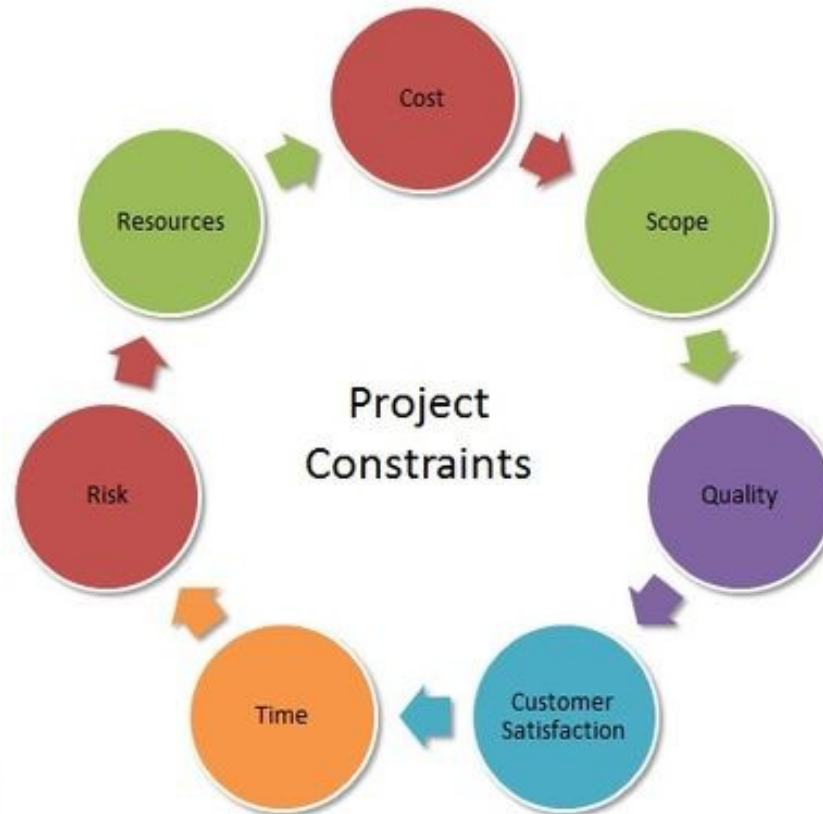 Cost
Scope
Quality
Customer
Satisfaction
Time
Risk
Resources
Project
Constraints